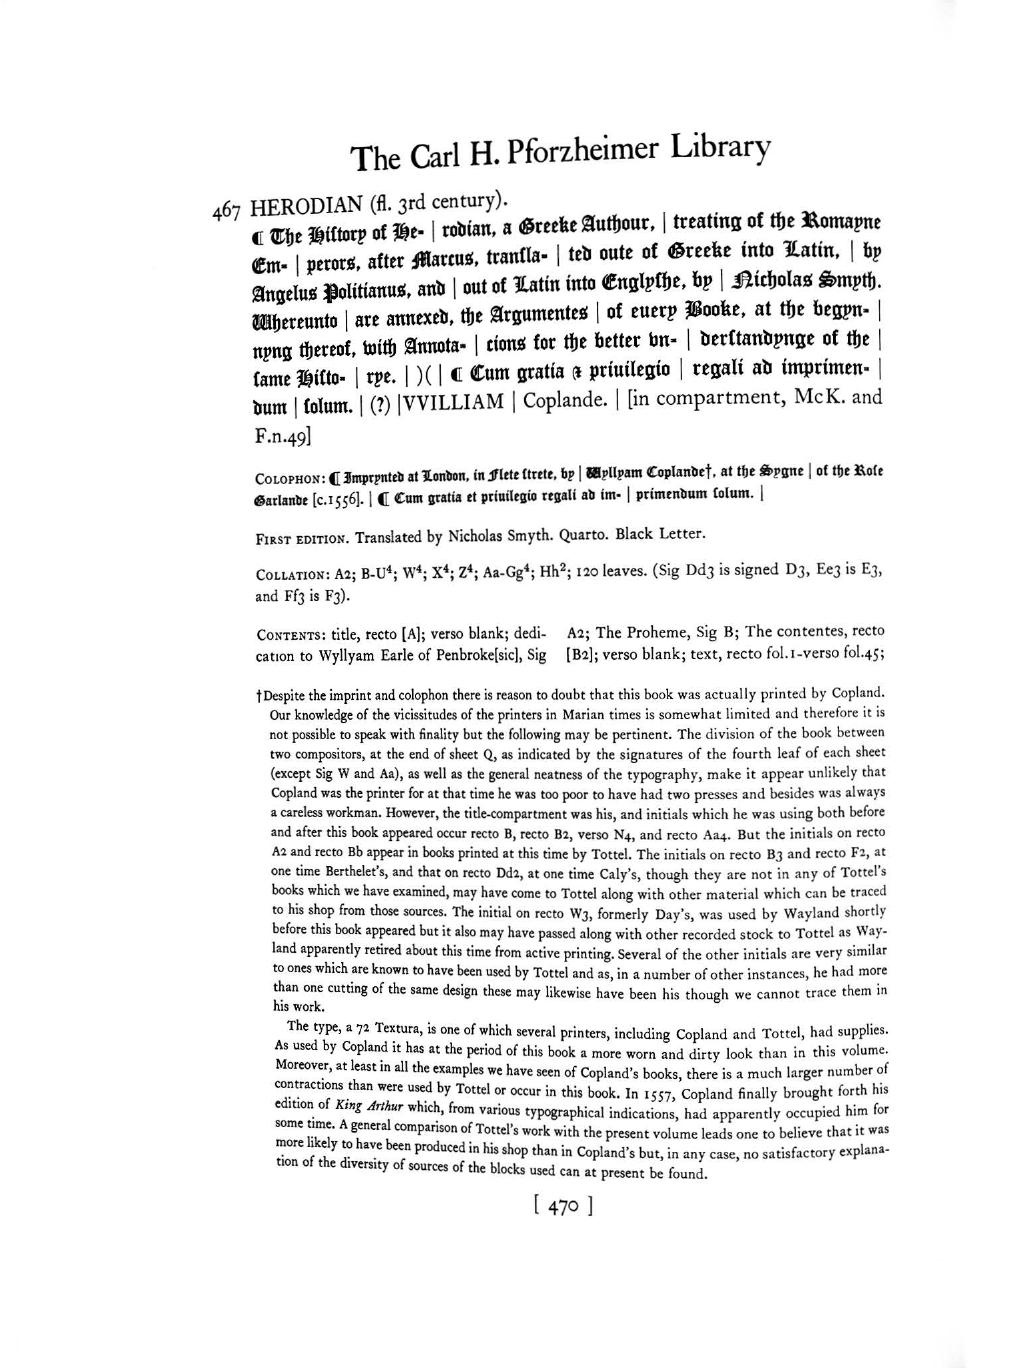 The Carl H. Pforzheimer Library
467 HERODIAN (fl. 3rd century).
¶ The Hiſtory of He- | rodian, a Greeke Authour, | treating of the Romayne
Em- | perors, after Marcus, tranſla- | ted oute of Greeke into Latin, | by
Angelus Politianus, and | out of Latin into Englyſhe, by | Nicholas Smyth.
Whereunto | are annexed, the Argumentes | of euery Booke, at the begyn- |
nyng thereof, with Annota- | cions for the better vn- | derſtandynge of the |
ſame Hiſto- | rye. | )( | ¶ Cum gratia & priuilegio | regali ad imprimen- |
dum | ſolum. | (?) |VVILLIAM | Coplande. | [in compartment, McK. and
F.n.49]
COLOPHON: ¶ Imprynted at London, in Flete ſtrete, by | Wyllyam Coplande†, at the Sygne | of the Roſe
Garlande [c.1556]. | ¶ Cum gratia et priuilegio regali ad im- | primendum ſolum. |
FIRST EDITION. Translated by Nicholas Smyth. Quarto. Black Letter.
COLLATION: A2; B-U⁴; W⁴; X⁴; Z⁴; Aa-Gg⁴; Hh²; 120 leaves. (Sig Dd3 is signed D3, Ee3 is E3,
and Ff3 is F3).
CONTENTS: title, recto [A]; verso blank; dedi-
cation to Wyllyam Earle of Penbroke[sic], Sig
A2; The Proheme, Sig B; The contentes, recto
[B2]; verso blank; text, recto fol.1-verso fol.45;
†Despite the imprint and colophon there is reason to doubt that this book was actually printed by Copland.
Our knowledge of the vicissitudes of the printers in Marian times is somewhat limited and therefore it is
not possible to speak with finality but the following may be pertinent. The division of the book between
two compositors, at the end of sheet Q, as indicated by the signatures of the fourth leaf of each sheet
(except Sig W and Aa), as well as the general neatness of the typography, make it appear unlikely that
Copland was the printer for at that time he was too poor to have had two presses and besides was always
a careless workman. However, the title-compartment was his, and initials which he was using both before
and after this book appeared occur recto B, recto B2, verso N4, and recto Aa4. But the initials on recto
A2 and recto Bb appear in books printed at this time by Tottel. The initials on recto B3 and recto F2, at
one time Berthelet's, and that on recto Dd2, at one time Caly's, though they are not in any of Tottel's
books which we have examined, may have come to Tottel along with other material which can be traced
to his shop from those sources. The initial on recto W3, formerly Day's, was used by Wayland shortly
before this book appeared but it also may have passed along with other recorded stock to Tottel as Way-
land apparently retired about this time from active printing. Several of the other initials are very similar
to ones which are known to have been used by Tottel and as, in a number of other instances, he had more
than one cutting of the same design these may likewise have been his though we cannot trace them in
his work.
The type, a 72 Textura, is one of which several printers, including Copland and Tottel, had supplies.
As used by Copland it has at the period of this book a more worn and dirty look than in this volume.
Moreover, at least in all the examples we have seen of Copland's books, there is a much larger number of
contractions than were used by Tottel or occur in this book. In 1557, Copland finally brought forth his
edition of King Arthur which, from various typographical indications, had apparently occupied him for
some time. A general comparison of Tottel's work with the present volume leads one to believe that it was
more likely to have been produced in his shop than in Copland's but, in any case, no satisfactory explana-
tion of the diversity of sources of the blocks used can at present be found.
[ 470 ]